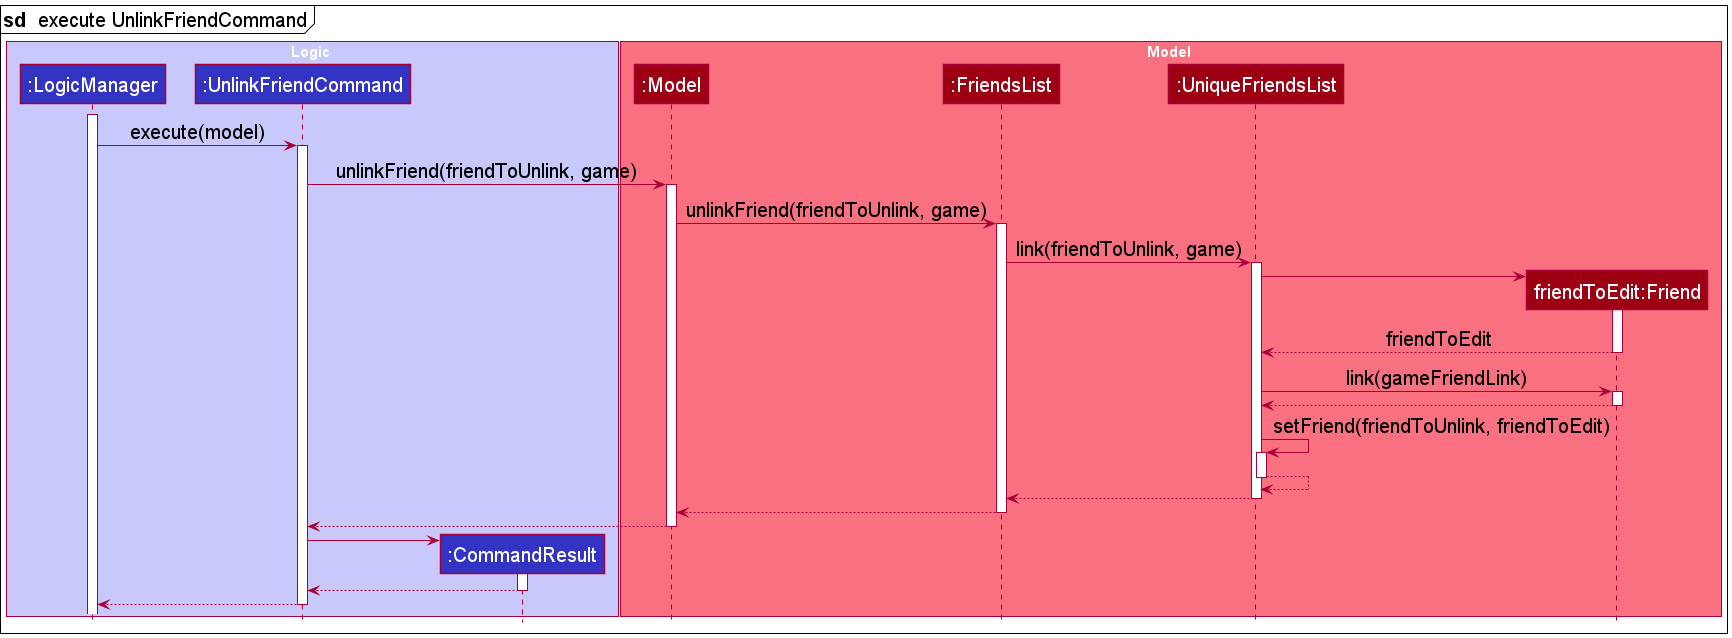 sd execute UnlinkFriendCommand
Logic
Model
:LogicManager
:UnlinkFriendCommand
:Model
:FriendsList
:UniqueFriendsList
execute(model)
unlinkFriend(friendToUnlink, game)
unlinkFriend(friendToUnlink, game)
link(friendToUnlink, game)
friendToEdit:Friend
friendToEdit
link(gameFriendLink)
setFriend(friendToUnlink, friendToEdit)
:CommandResult